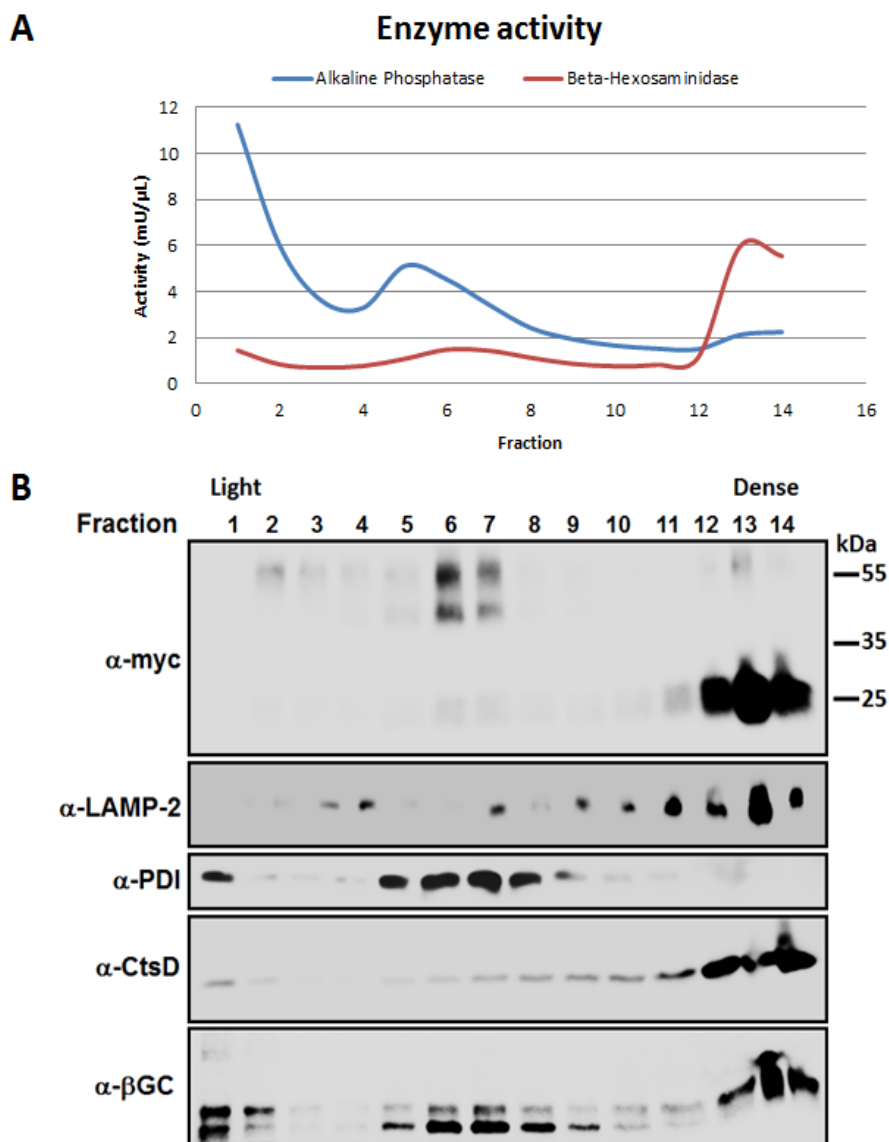 A
Enzyme activity
Alkaline Phosphatase Beta-Hexosaminidase
12
10
8
6
4
2
0
Activity (mU/µL)
0 2 4 6 8 10 12 14 16
Fraction
B
Light Dense
Fraction 1 2 3 4 5 6 7 8 9 10 11 12 13 14
kDa
55
35
25
α-myc
α-LAMP-2
α-PDI
α-CtsD
α-βGC